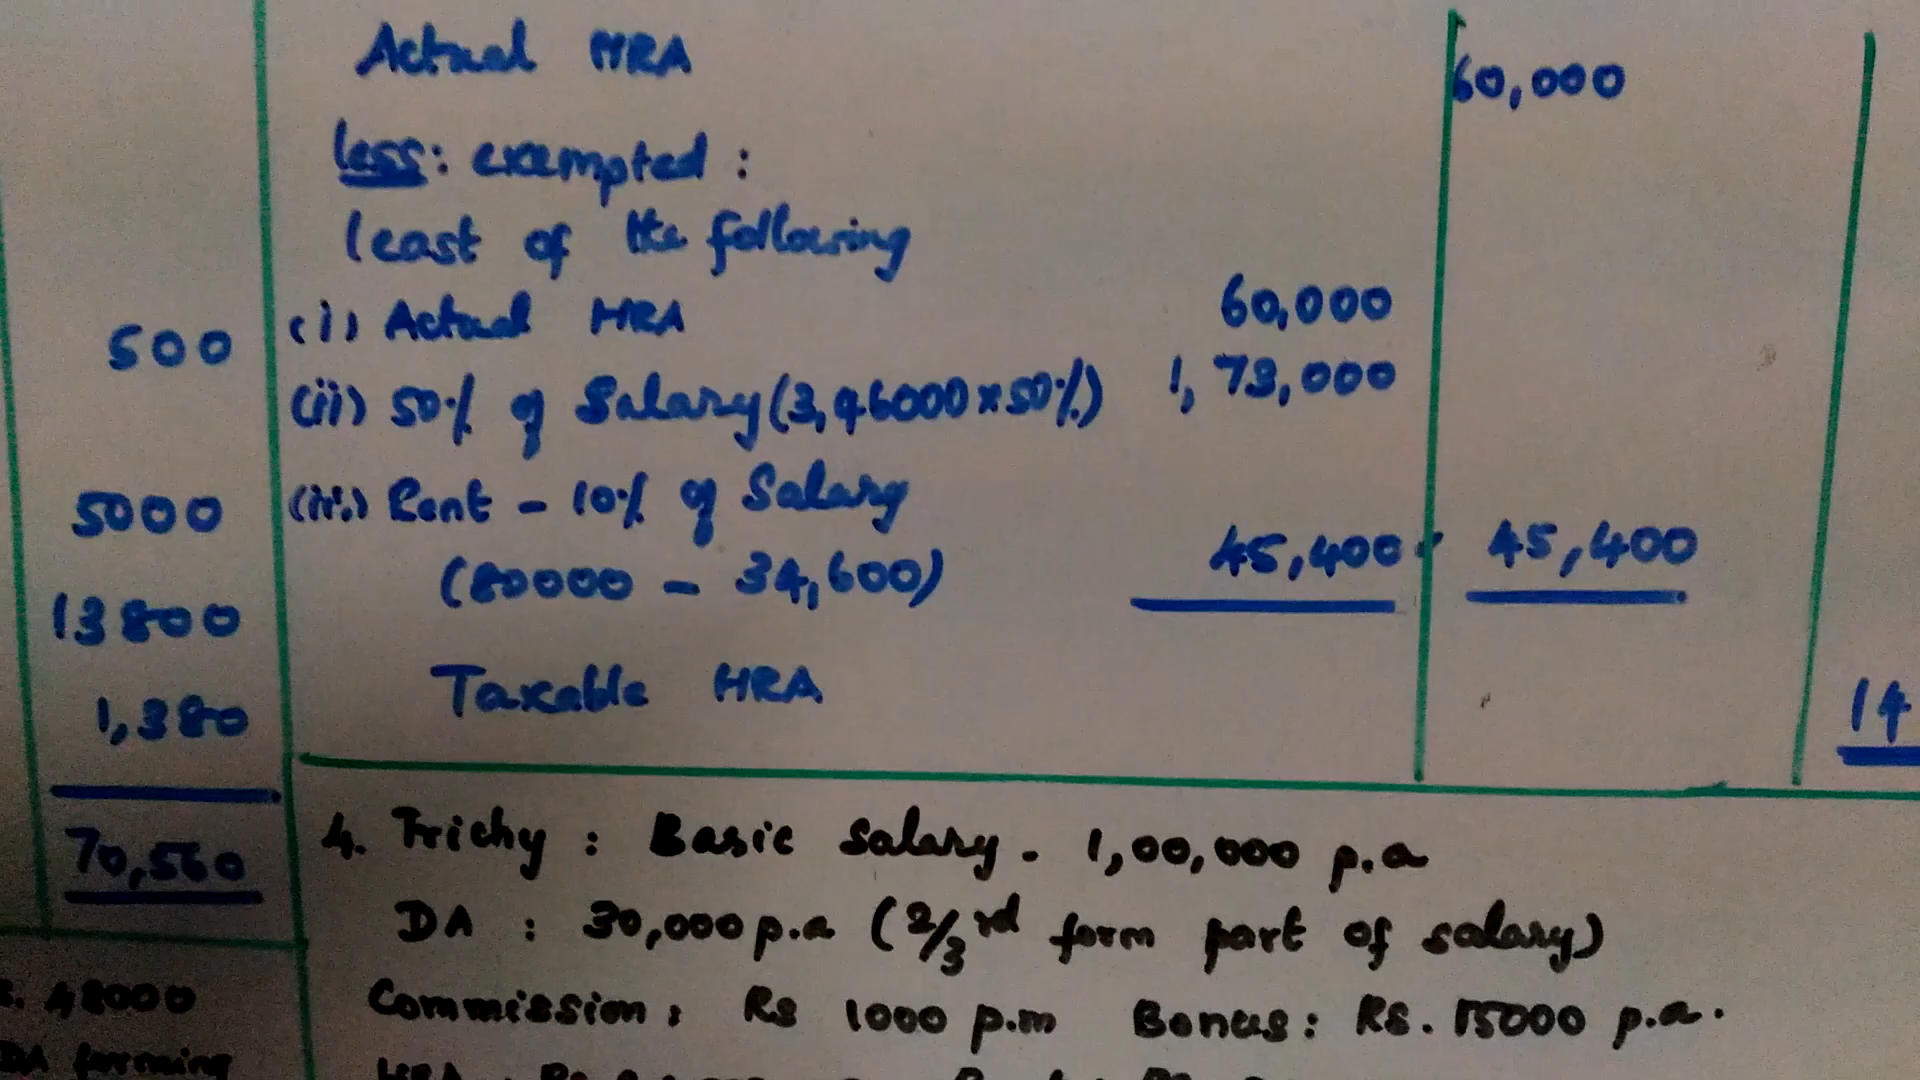 Actual HRA 60,000
less: exempted:
least of the following
500
(i) Actual HRA 60,000
(ii) 50% of Salary (3,46000 x 50%) 1,73,000
5000
(iii) Rent - 10% of Salary
(80000 - 34,600) 45,400 45,400
13800
Taxable HRA 14
1,380
70,560
4. Trichy : Basic Salary. 1,00,000 p.a
DA : 30,000 p.a (2/3rd form part of salary)
48000
Commission : Rs 1000 p.m Bonus : Rs. 15000 p.a.
DA forming
HRA :